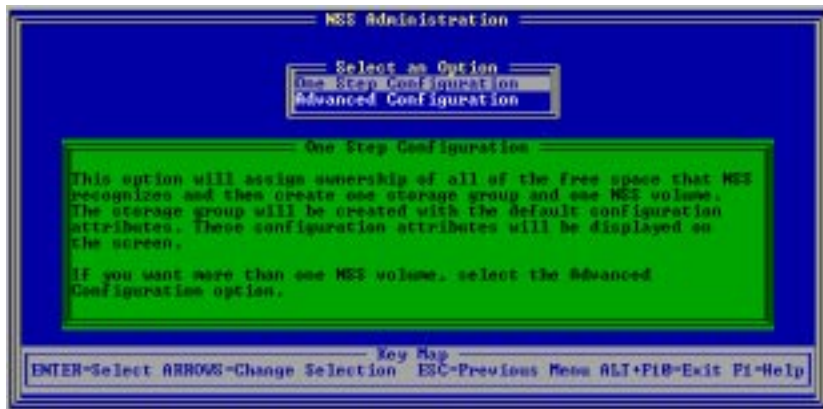 NSS Administration
Select an Option
One Step Configuration
Advanced Configuration
One Step Configuration
This option will assign ownership of all of the free space that NSS
recognizes and then create one storage group and one NSS volume.
The storage group will be created with the default configuration
attributes. These configuration attributes will be displayed on
the screen.
If you want more than one NSS volume, select the Advanced
Configuration option.
Key Map
ENTER=Select ARROWS=Change Selection ESC=Previous Menu ALT+F10=Exit F1=Help